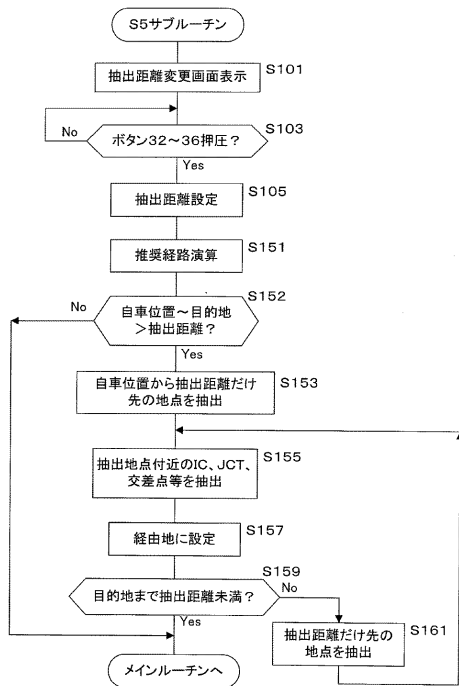 S5サブルーチン
抽出距離変更画面表示
S101
No
ボタン32～36押圧？
S103
Yes
抽出距離設定
S105
推奨経路演算
S151
No
自車位置～目的地
＞抽出距離？
S152
Yes
自車位置から抽出距離だけ
先の地点を抽出
S153
抽出地点付近のIC、JCT、
交差点等を抽出
S155
経由地に設定
S157
目的地まで抽出距離未満？
S159
No
Yes
抽出距離だけ先の
地点を抽出
S161
メインルーチンへ